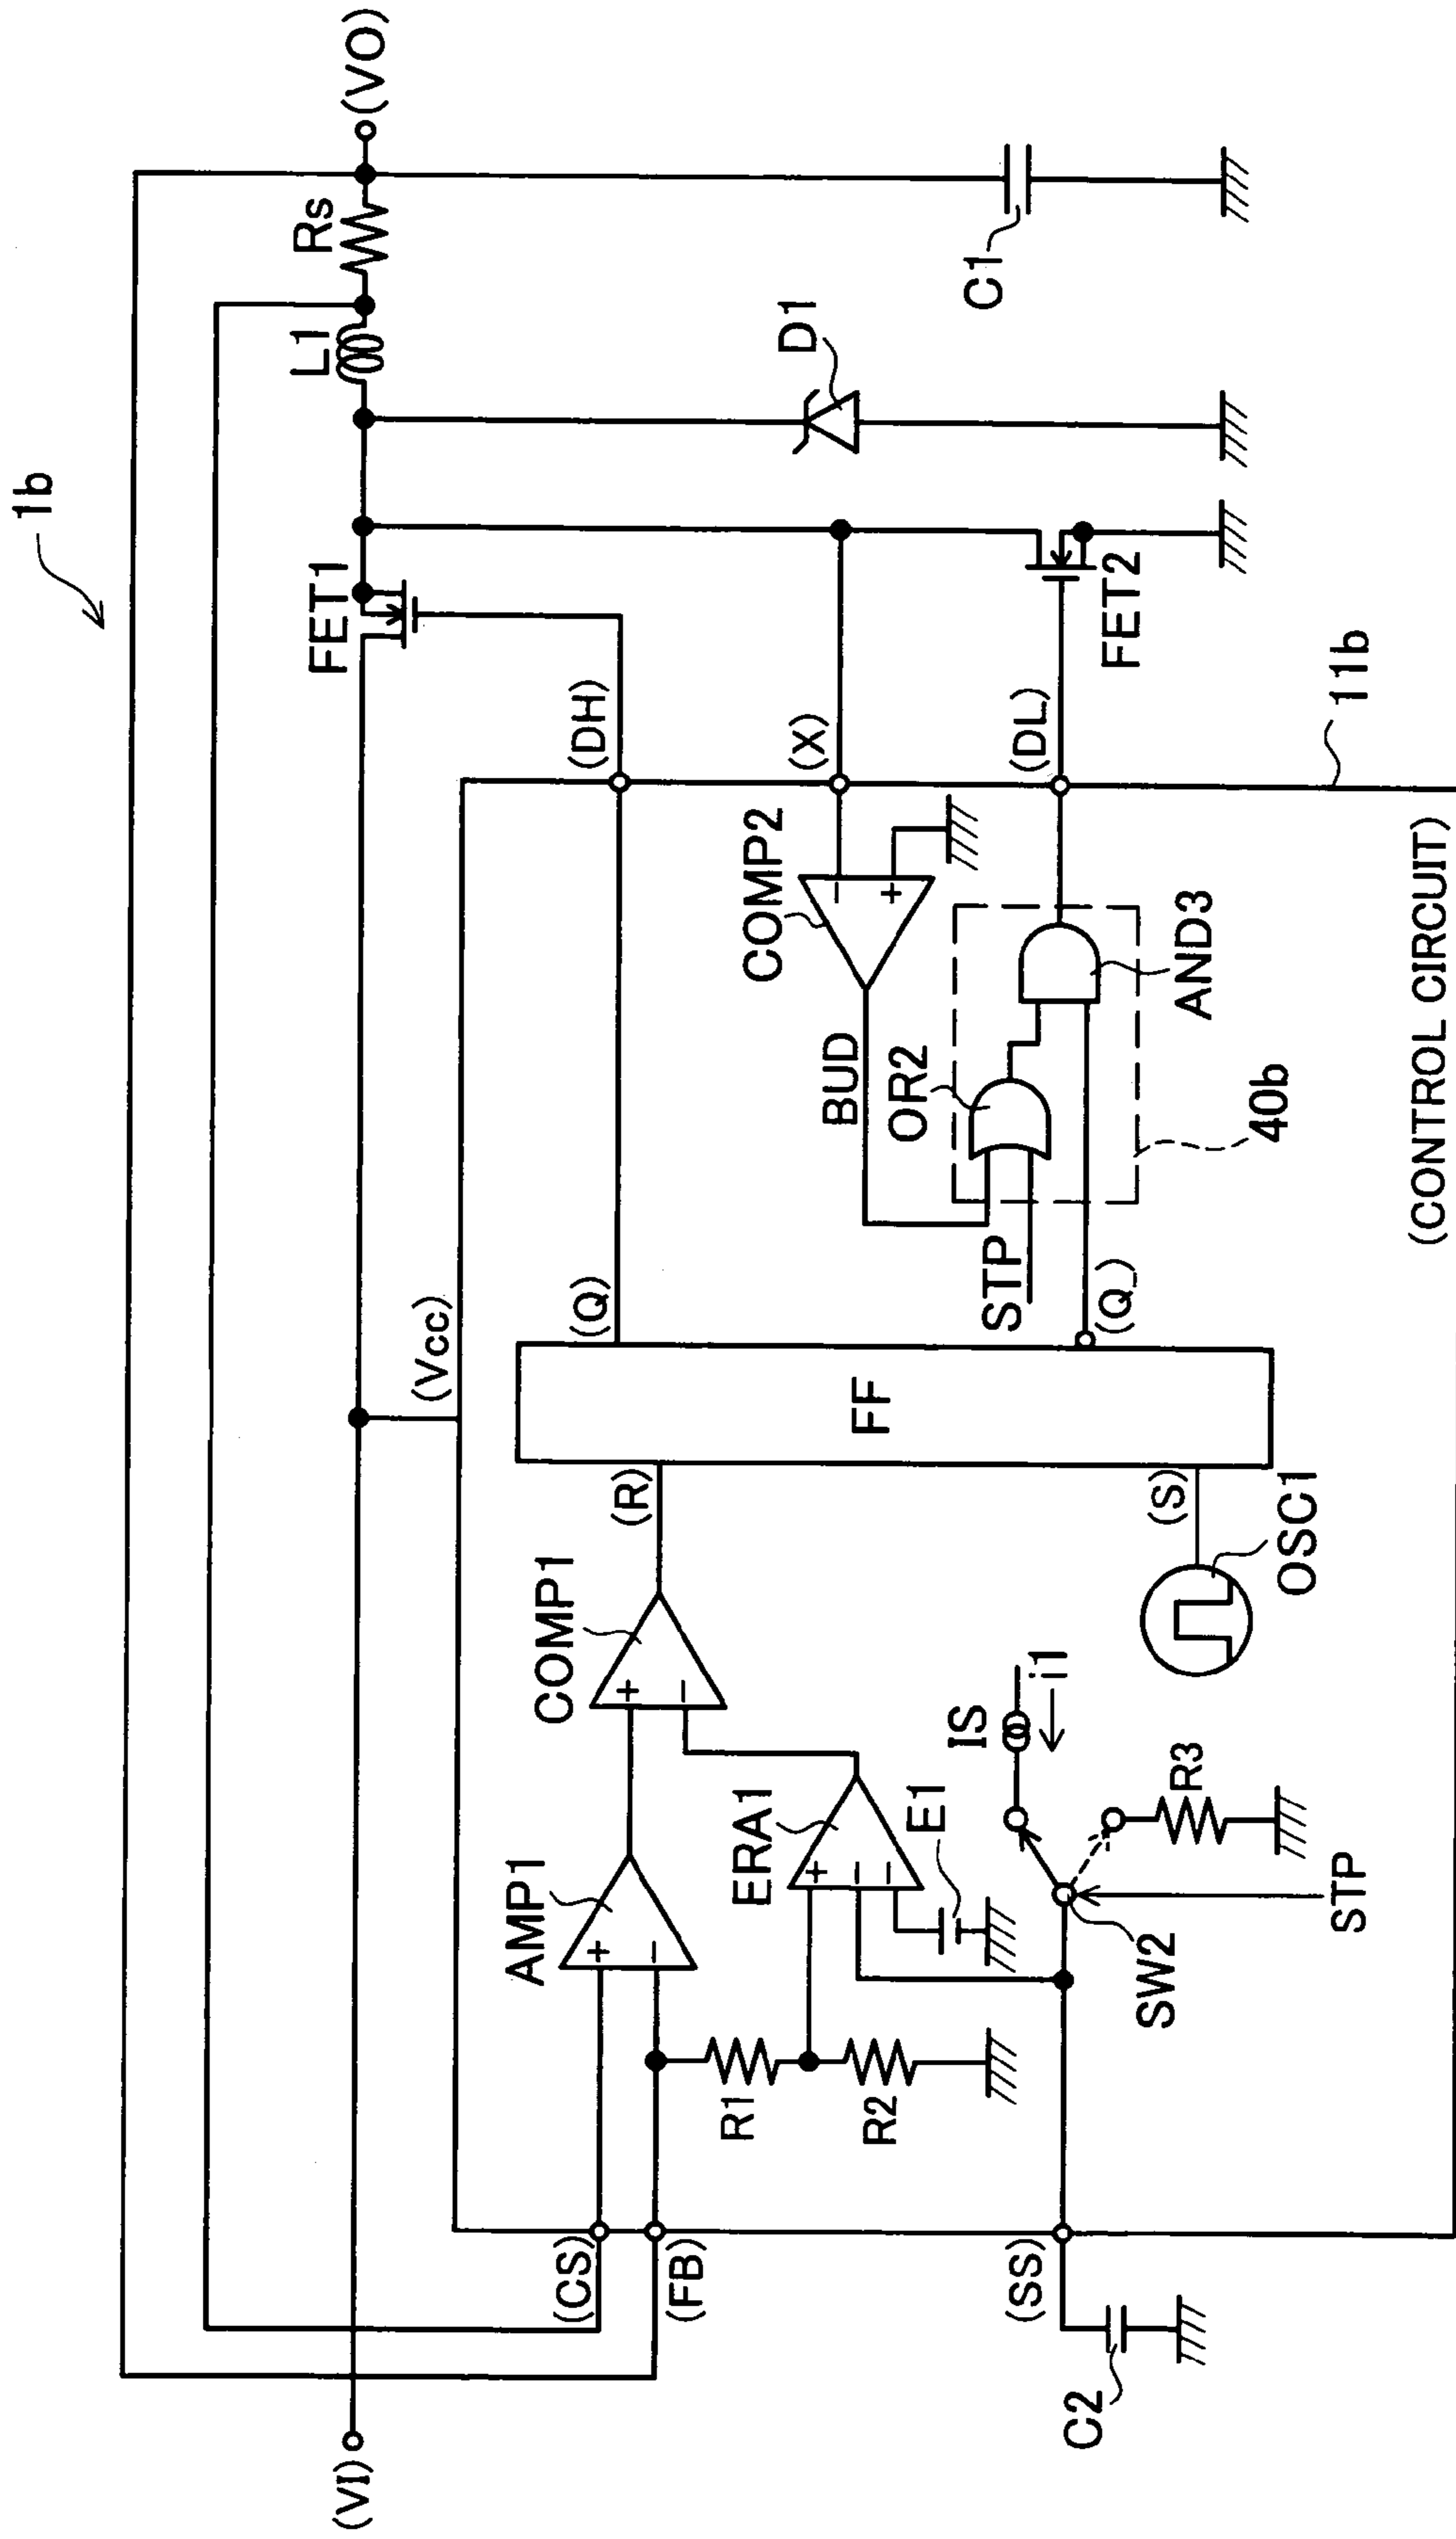 1b
(VI)
(VO)
FET1
L1
Rs
(Vcc)
(CS)
(FB)
(SS)
C2
AMP1
+
−
R1
R2
COMP1
+
−
ERA1
+
−
−
E1
IS
i1
SW2
R3
STP
OSC1
(R)
(S)
FF
(Q)
(Q)
STP
BUD
OR2
AND3
40b
COMP2
−
+
(DH)
(X)
(DL)
FET2
D1
C1
11b
(CONTROL CIRCUIT)